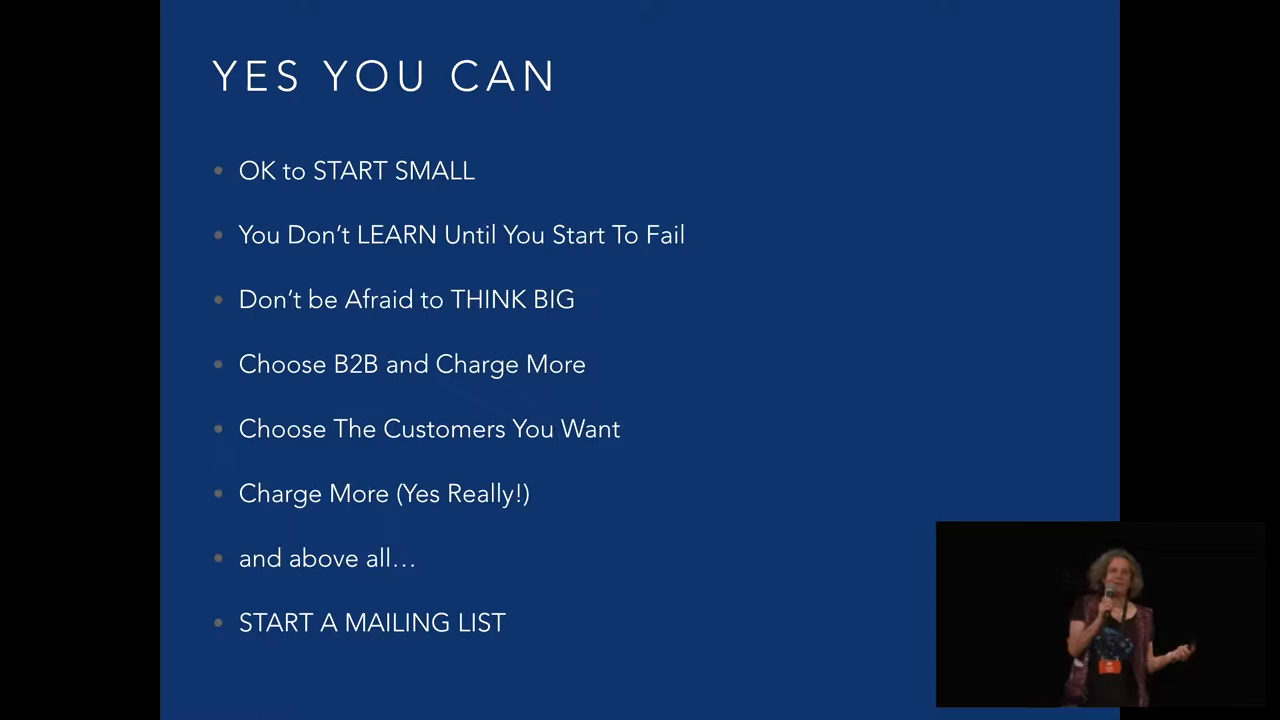 YES YOU CAN
OK to START SMALL
You Don’t LEARN Until You Start To Fail
Don’t be Afraid to THINK BIG
Choose B2B and Charge More
Choose The Customers You Want
Charge More (Yes Really!)
and above all…
START A MAILING LIST